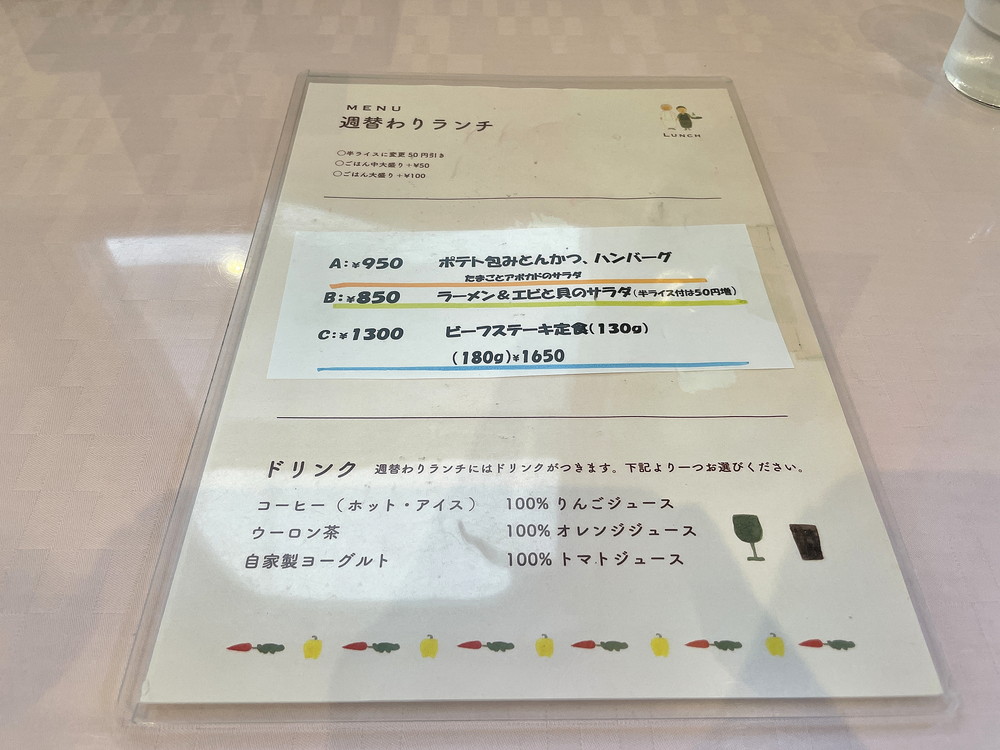 MENU
週替わりランチ
LUNCH
○半ライスに変更50円引き
○ごはん中大盛り+¥50
○ごはん大盛り+¥100
A:¥950 ポテト包みとんかつ、ハンバーグ
たまごとアボカドのサラダ
B:¥850 ラーメン&エビと貝のサラダ(半ライス付は50円増)
C:¥1300 ビーフステーキ定食(130g)
(180g)¥1650
ドリンク 週替わりランチにはドリンクがつきます。下記より一つお選びください。
コーヒー(ホット・アイス) 100% りんごジュース
ウーロン茶 100% オレンジジュース
自家製ヨーグルト 100% トマトジュース